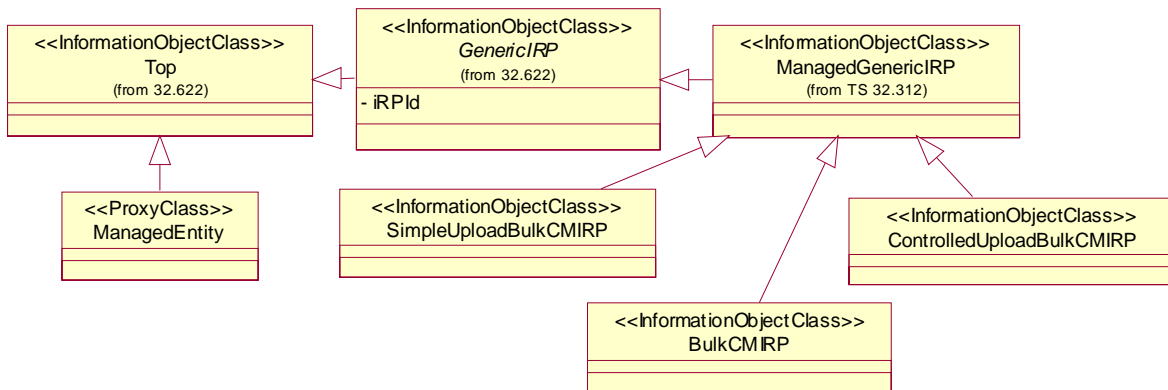 <<InformationObjectClass>>
Top
(from 32.622)
<<InformationObjectClass>>
GenericIRP
(from 32.622)
- iRPId
<<InformationObjectClass>>
ManagedGenericIRP
(from TS 32.312)
<<ProxyClass>>
ManagedEntity
<<InformationObjectClass>>
SimpleUploadBulkCMIRP
<<InformationObjectClass>>
ControlledUploadBulkCMIRP
<<InformationObjectClass>>
BulkCMIRP